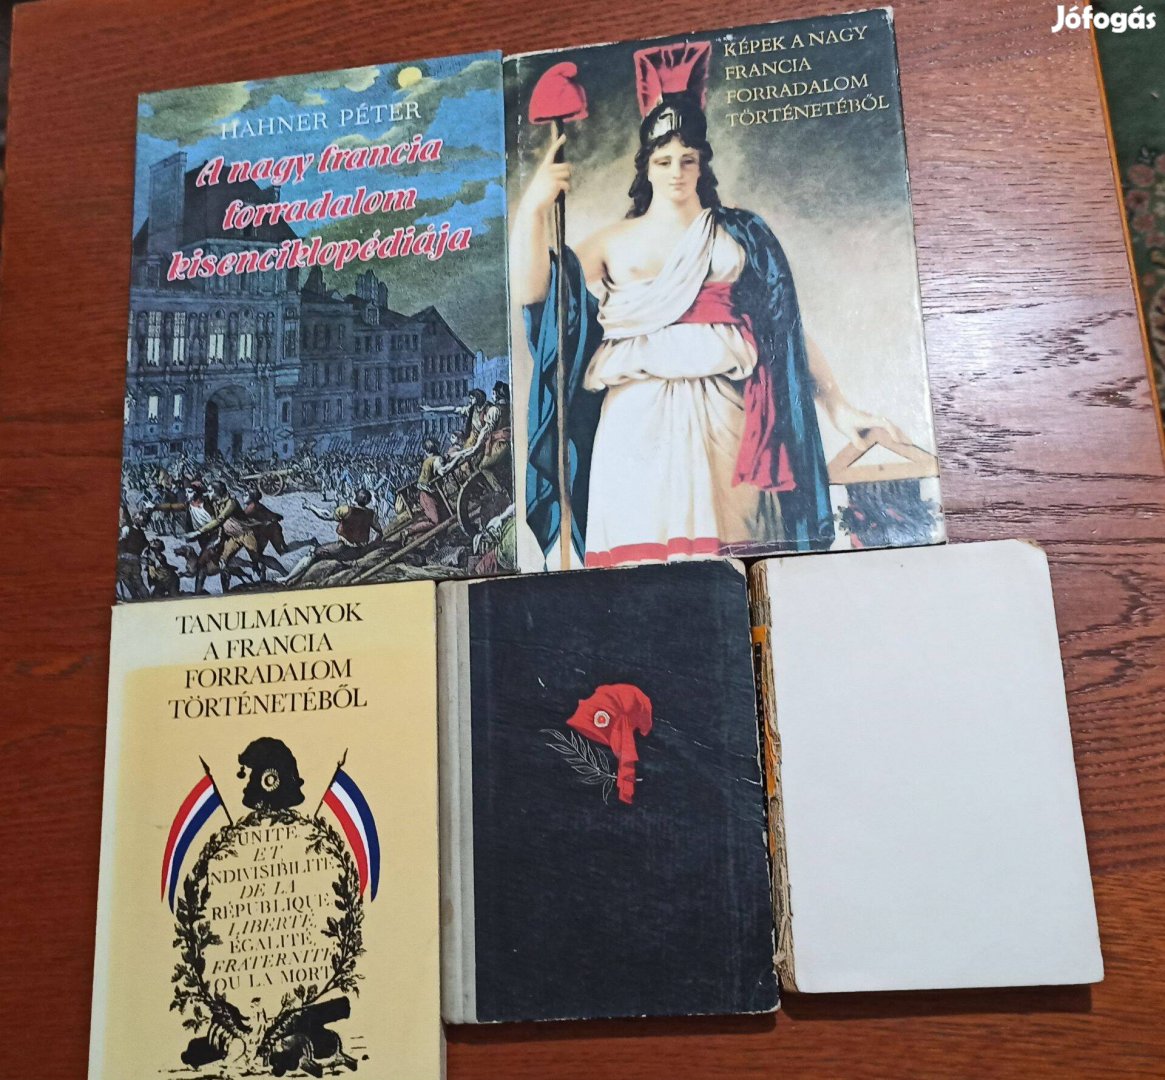 Jófogás
HAHNER PÉTER
A nagy francia
forradalom
kisenciklopédiája
KÉPEK A NAGY
FRANCIA
FORRADALOM
TÖRTÉNETÉBŐL
TANULMÁNYOK
A FRANCIA
FORRADALOM
TÖRTÉNETÉBŐL
UNITÉ
ET
INDIVISIBILITÉ
DE LA
RÉPUBLIQUE
LIBERTÉ,
ÉGALITÉ,
FRATERNITÉ
OU LA MORT